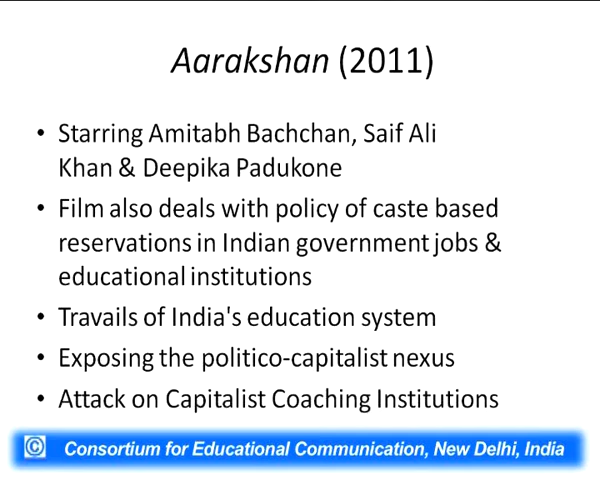 Aarakshan (2011)
• Starring Amitabh Bachchan, Saif Ali
Khan & Deepika Padukone
• Film also deals with policy of caste based
reservations in Indian government jobs &
educational institutions
• Travails of India's education system
• Exposing the politico-capitalist nexus
• Attack on Capitalist Coaching Institutions
© Consortium for Educational Communication, New Delhi, India